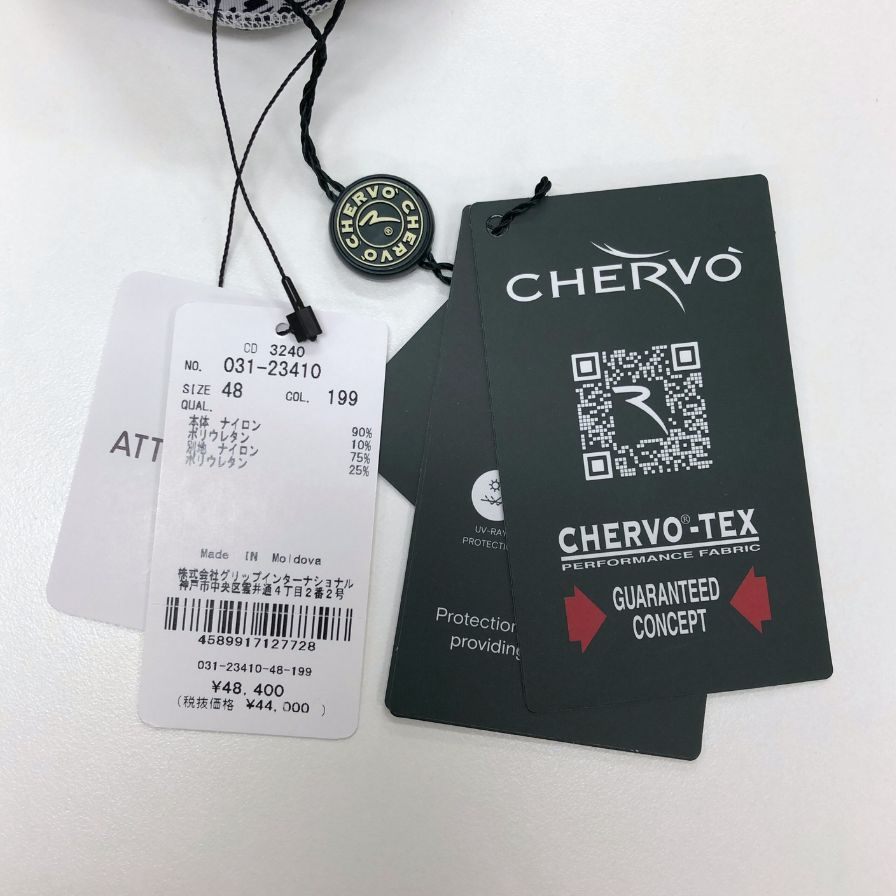 CHERVÒ CHERVÒ
®
ATT
CD 3240
NO. 031-23410
SIZE 48 COL. 199
QUAL.
本体 ナイロン 90%
ポリウレタン 10%
別地 ナイロン 75%
ポリウレタン 25%
Made IN Moldova
株式会社グリップインターナショナル
神戸市中央区雲井通4丁目2番2号
4589917127728
031-23410-48-199
¥48,400
(税抜価格 ¥44,000 )
UV-RAY
PROTECTION
Protection
providing
CHERVÒ
CHERVO®-TEX
PERFORMANCE FABRIC
GUARANTEED
CONCEPT